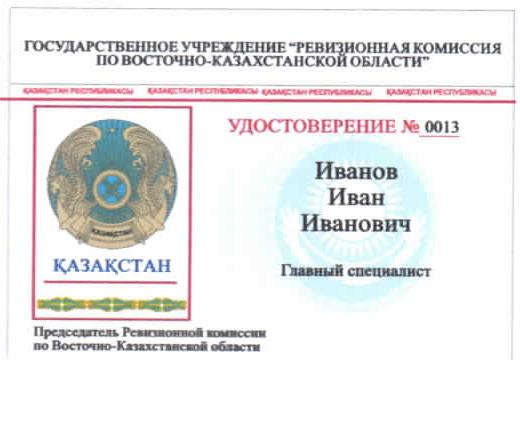 ГОСУДАРСТВЕННОЕ УЧРЕЖДЕНИЕ “РЕВИЗИОННАЯ КОМИССИЯ
ПО ВОСТОЧНО-КАЗАХСТАНСКОЙ ОБЛАСТИ”
ҚАЗАҚСТАН РЕСПУБЛИКАСЫ ҚАЗАҚСТАН РЕСПУБЛИКАСЫ ҚАЗАҚСТАН РЕСПУБЛИКАСЫ ҚАЗАҚСТАН РЕСПУБЛИКАСЫ
УДОСТОВЕРЕНИЕ № 0013
Иванов
Иван
Иванович
Главный специалист
ҚАЗАҚСТАН
ҚАЗАҚСТАН
Председатель Ревизионной комиссии
по Восточно-Казахстанской области